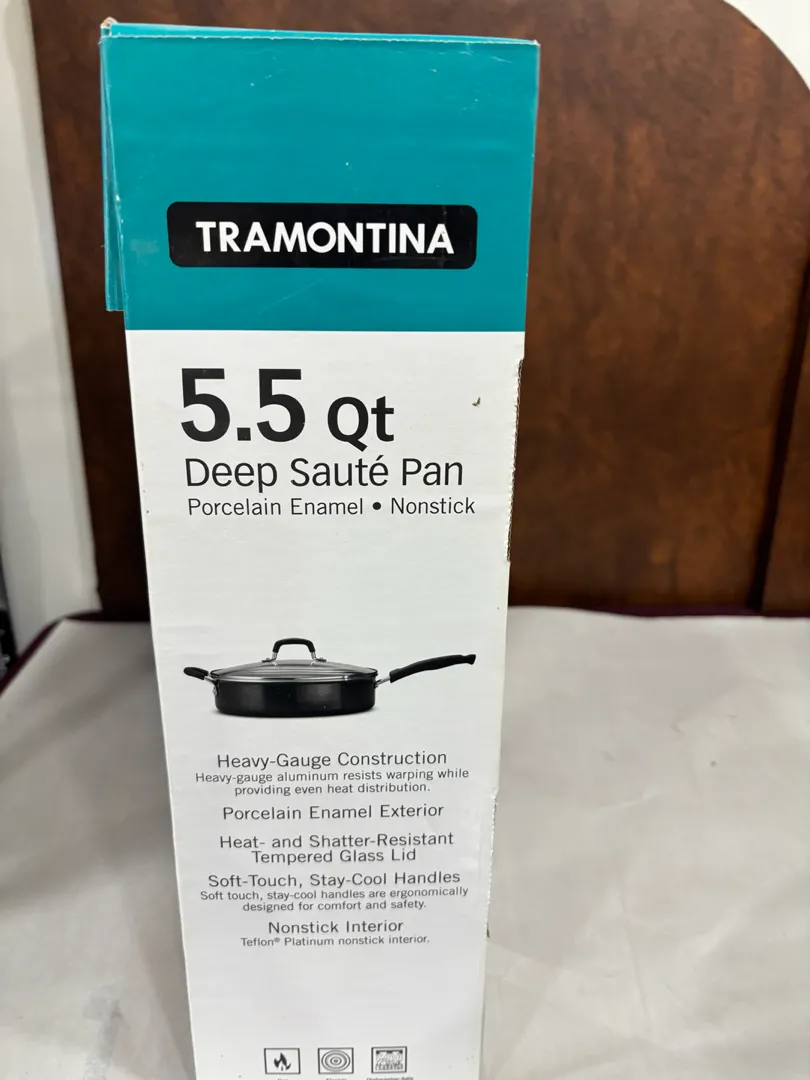 TRAMONTINA
5.5 Qt
Deep Sauté Pan
Porcelain Enamel • Nonstick
Heavy-Gauge Construction
Heavy-gauge aluminum resists warping while
providing even heat distribution.
Porcelain Enamel Exterior
Heat- and Shatter-Resistant
Tempered Glass Lid
Soft-Touch, Stay-Cool Handles
Soft touch, stay-cool handles are ergonomically
designed for comfort and safety.
Nonstick Interior
Teflon® Platinum nonstick interior.